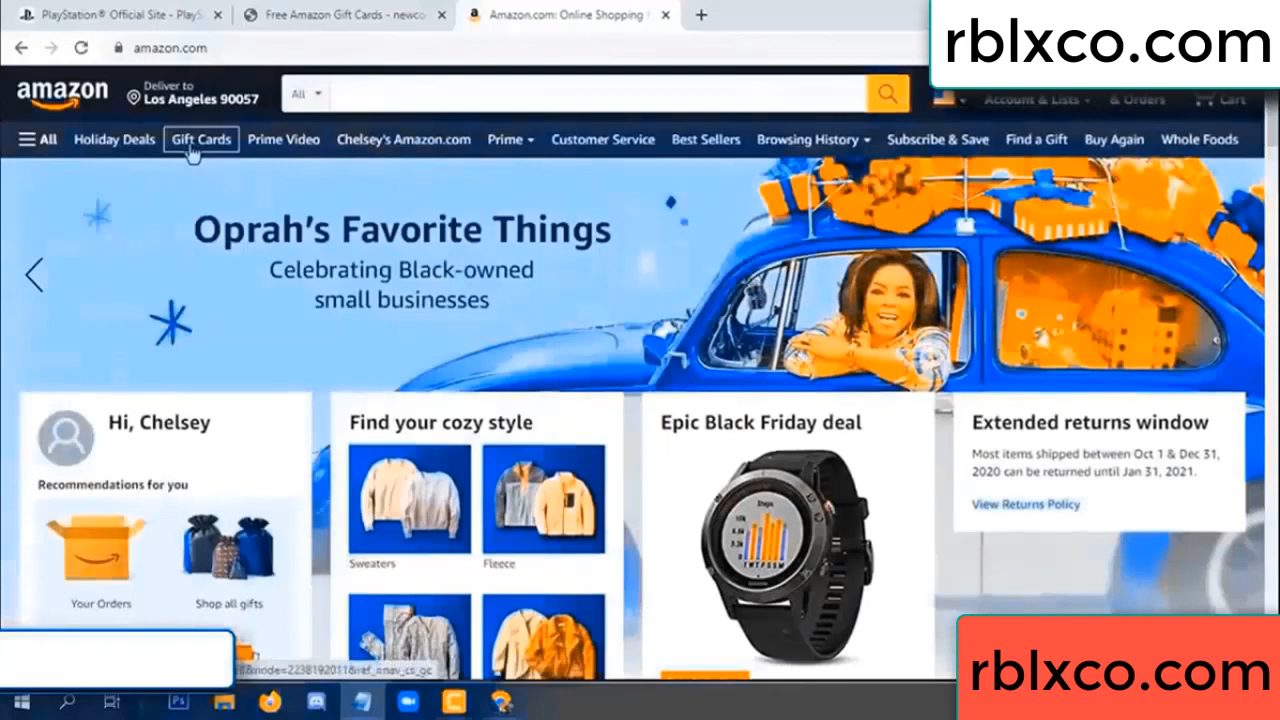 PlayStation® Official Site - PlayS
Free Amazon Gift Cards - newco
Amazon.com: Online Shopping
rblxco.com
amazon.com
amazon
Deliver to
Los Angeles 90057
All
Account & Lists
& Orders
Cart
All
Holiday Deals
Gift Cards
Prime Video
Chelsey's Amazon.com
Prime
Customer Service
Best Sellers
Browsing History
Subscribe & Save
Find a Gift
Buy Again
Whole Foods
Oprah's Favorite Things
Celebrating Black-owned
small businesses
Hi, Chelsey
Recommendations for you
Your Orders
Shop all gifts
Find your cozy style
Sweaters
Fleece
Epic Black Friday deal
Steps
Extended returns window
Most items shipped between Oct 1 & Dec 31,
2020 can be returned until Jan 31, 2021.
View Returns Policy
Ps
rblxco.com